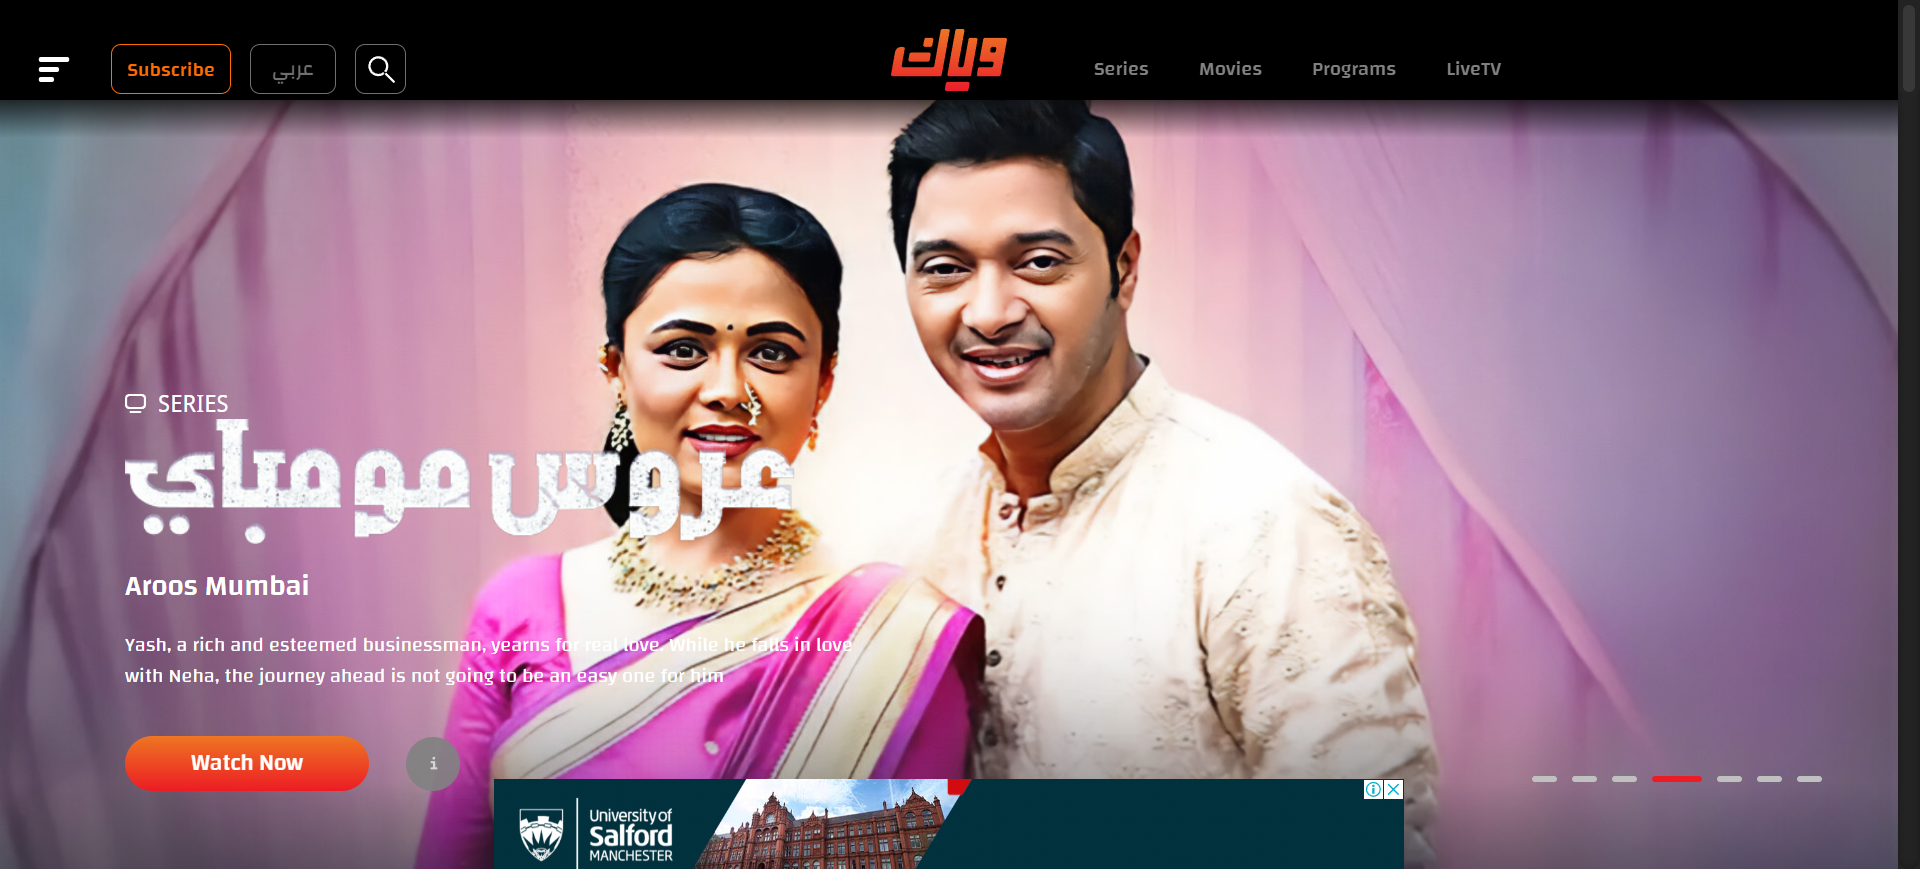 Subscribe
عربي
وياك
Series
Movies
Programs
LiveTV
SERIES
عروس مومباي
Aroos Mumbai
Yash, a rich and esteemed businessman, yearns for real love. While he falls in love
with Neha, the journey ahead is not going to be an easy one for him
Watch Now
i
University of
Salford
MANCHESTER